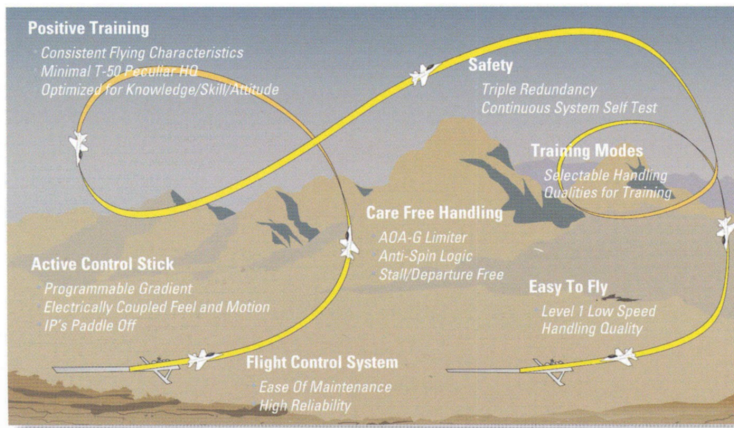 Positive Training
Consistent Flying Characteristics
Minimal T-50 Peculiar HQ
Optimized for Knowledge/Skill/Attitude
Safety
Triple Redundancy
Continuous System Self Test
Training Modes
Selectable Handling
Qualities for Training
Care Free Handling
AOA-G Limiter
Anti-Spin Logic
Stall/Departure Free
Active Control Stick
Programmable Gradient
Electrically Coupled Feel and Motion
IP's Paddle Off
Easy To Fly
Level 1 Low Speed
Handling Quality
Flight Control System
Ease Of Maintenance
High Reliability